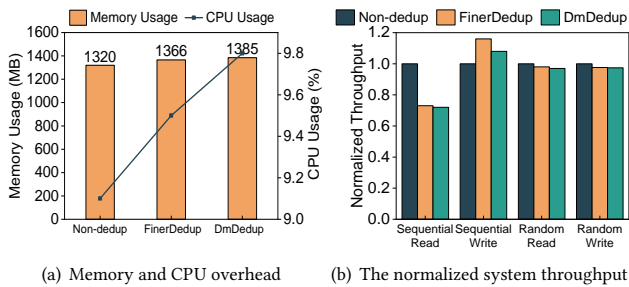 Memory Usage CPU Usage
1600
1400
1200
1000
800
600
400
200
0
Memory Usage (MB)
1320
1366
1385
9.8
9.6
9.4
9.2
9.0
CPU Usage (%)
Non-dedup FinerDedup DmDedup
(a) Memory and CPU overhead
Non-dedup FinerDedup DmDedup
1.2
1.0
0.8
0.6
0.4
0.2
0.0
Normalized Throughput
Sequential Read
Sequential Write
Random Read
Random Write
(b) The normalized system throughput